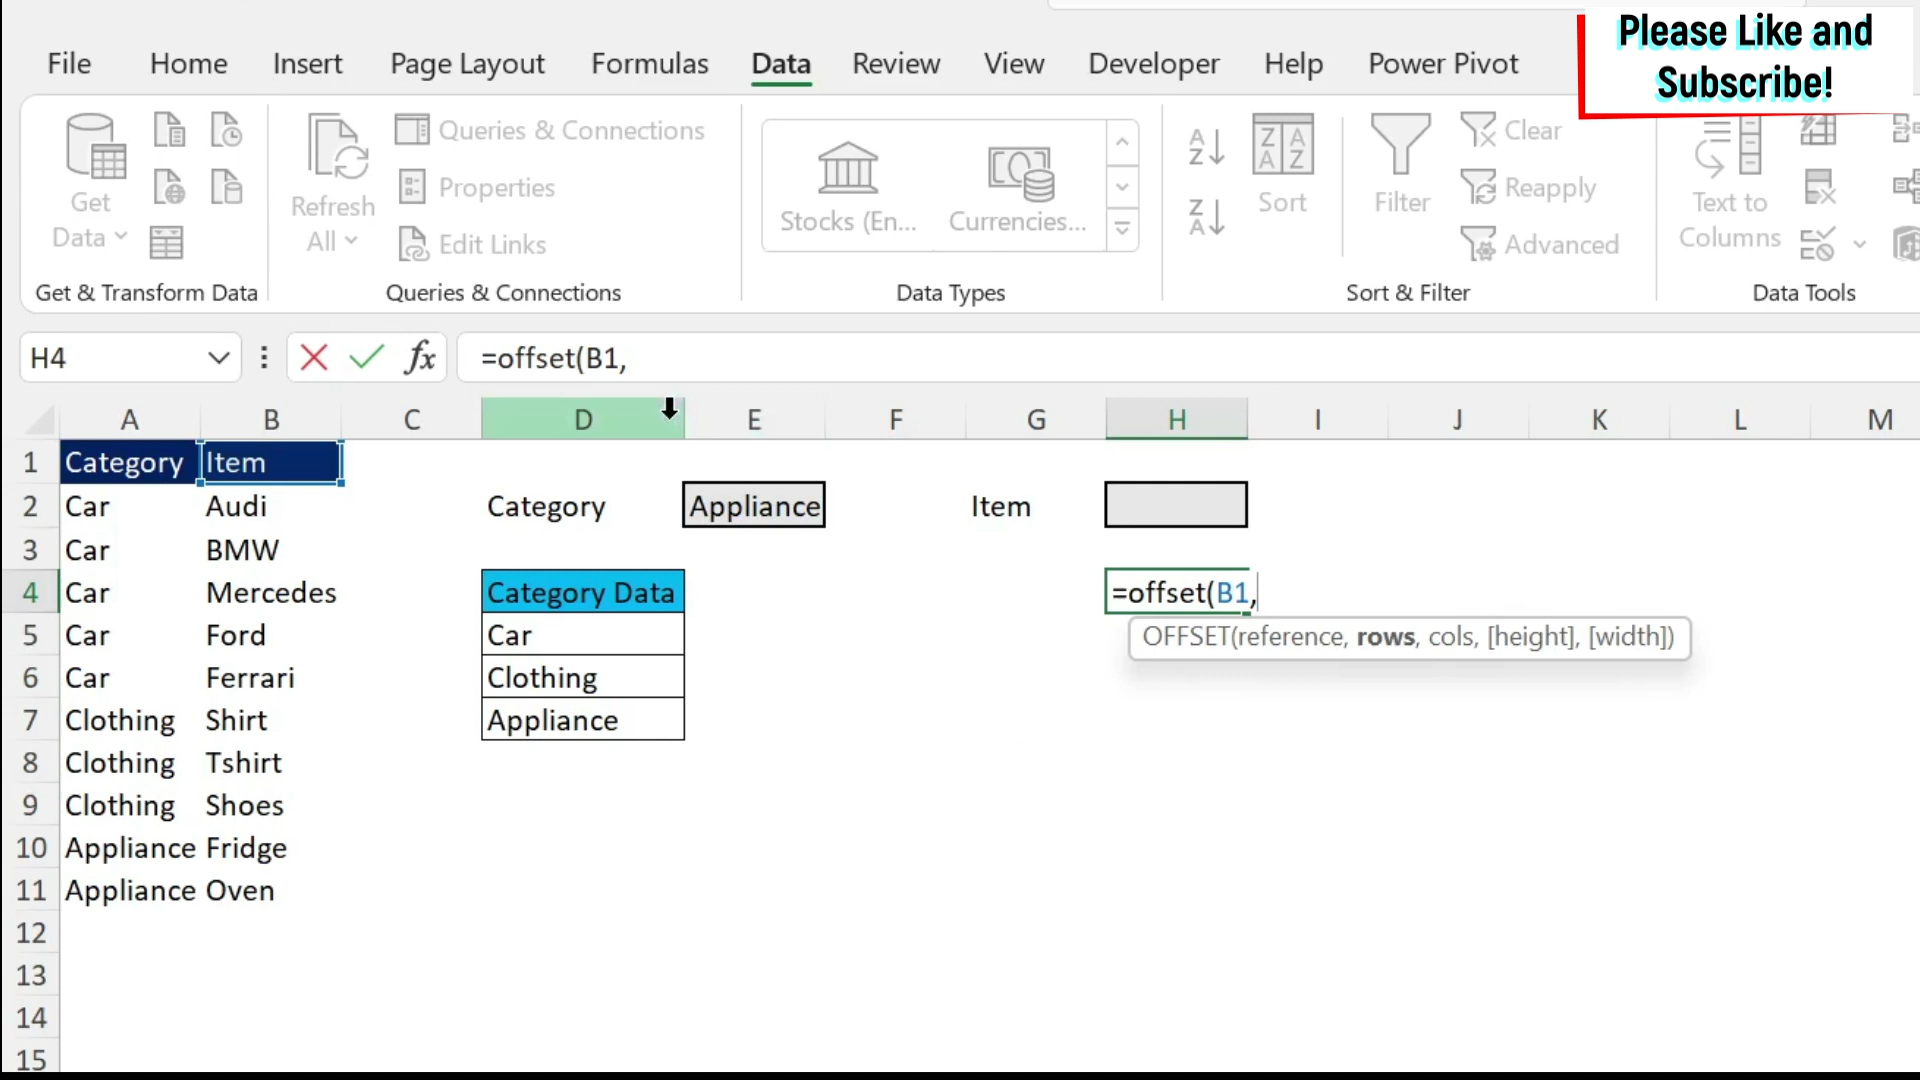 Please Like and
Subscribe!
File Home Insert Page Layout Formulas Data Review View Developer Help Power Pivot
Get
Data
Refresh
All
Queries & Connections
Properties
Edit Links
Stocks (En...
Currencies...
Sort
Filter
Clear
Reapply
Advanced
Text to
Columns
Get & Transform Data Queries & Connections Data Types Sort & Filter Data Tools
H4 fx =offset(B1,
A B C D E F G H I J K L M
1 Category Item
2 Car Audi Category Appliance Item
3 Car BMW
4 Car Mercedes Category Data =offset(B1,
5 Car Ford Car OFFSET(reference, rows, cols, [height], [width])
6 Car Ferrari Clothing
7 Clothing Shirt Appliance
8 Clothing Tshirt
9 Clothing Shoes
10 Appliance Fridge
11 Appliance Oven
12
13
14
15